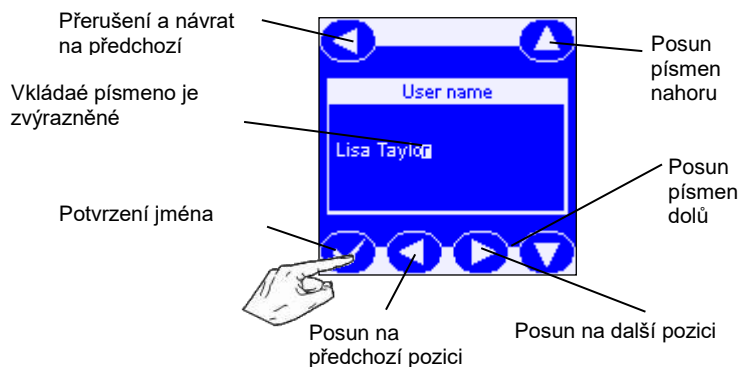 Přerušení a návrat
na předchozí
Posun
písmen
nahoru
Vkládaé písmeno je
zvýrazněné
User name
Lisa Taylor
Posun
písmen
dolů
Potvrzení jména
Posun na
předchozí pozici
Posun na další pozici